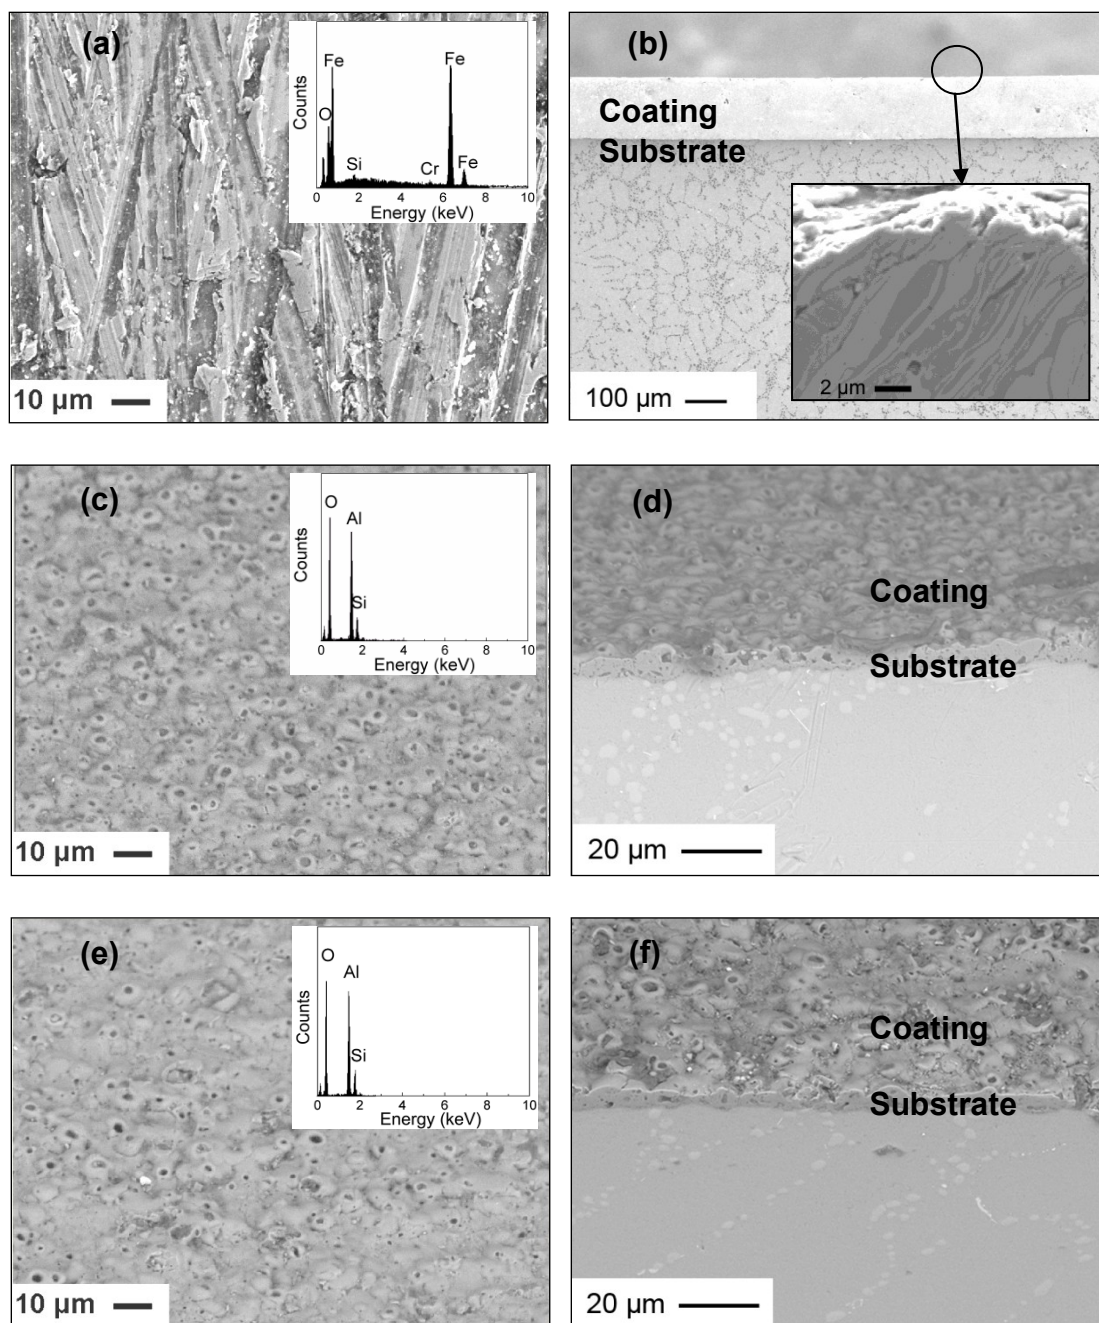 (a)
Counts
Fe
Fe
O
Si
Cr
Fe
0 2 4 6 8 10
Energy (keV)
10 µm
(b)
Coating
Substrate
100 µm
2 µm
(c)
Counts
O
Al
Si
0 2 4 6 8 10
Energy (keV)
10 µm
(d)
Coating
Substrate
20 µm
(e)
Counts
O
Al
Si
0 2 4 6 8 10
Energy (keV)
10 µm
(f)
Coating
Substrate
20 µm